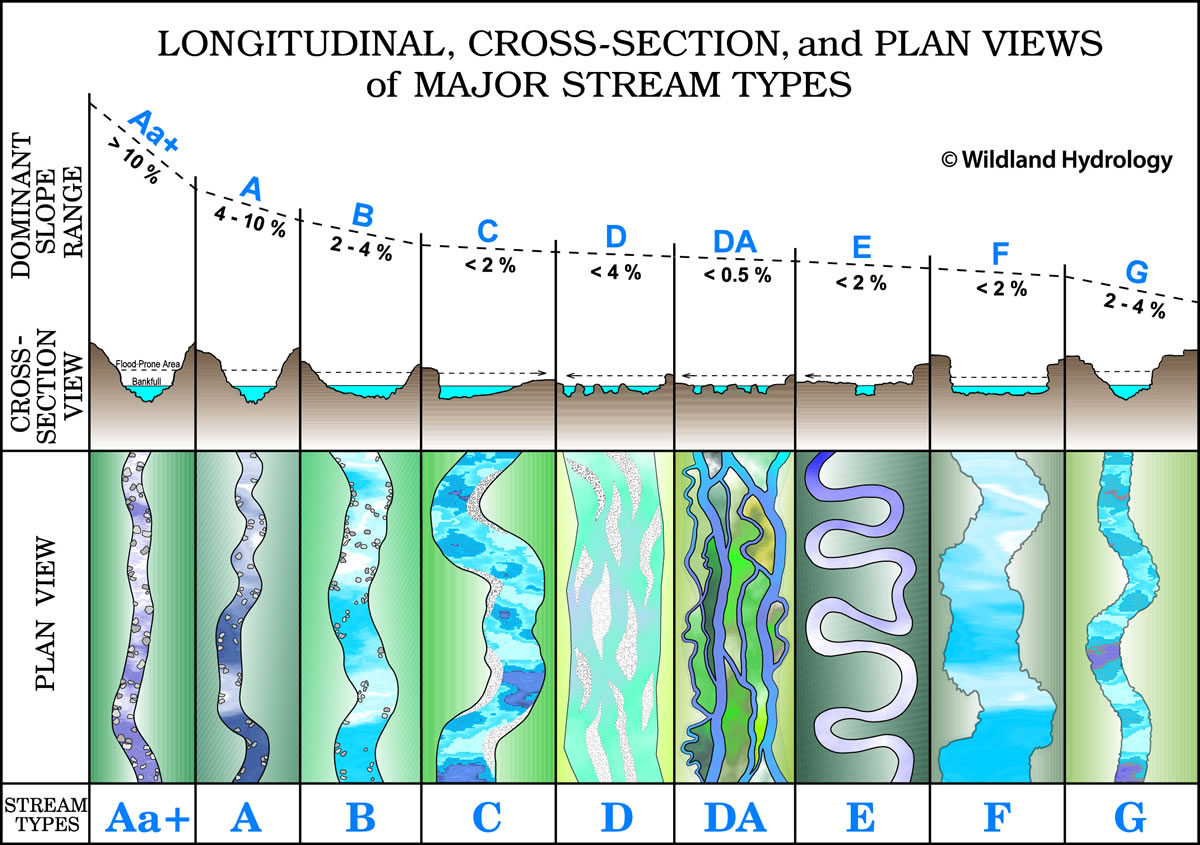 LONGITUDINAL, CROSS-SECTION, and PLAN VIEWS
of MAJOR STREAM TYPES
© Wildland Hydrology
DOMINANT
SLOPE
RANGE
Aa+
> 10 %
A
4 - 10 %
B
2 - 4 %
C
< 2 %
D
< 4 %
DA
< 0.5 %
E
< 2 %
F
< 2 %
G
2 - 4 %
CROSS-
SECTION
VIEW
Flood-Prone Area
Bankfull
PLAN VIEW
STREAM
TYPES
Aa+ A B C D DA E F G